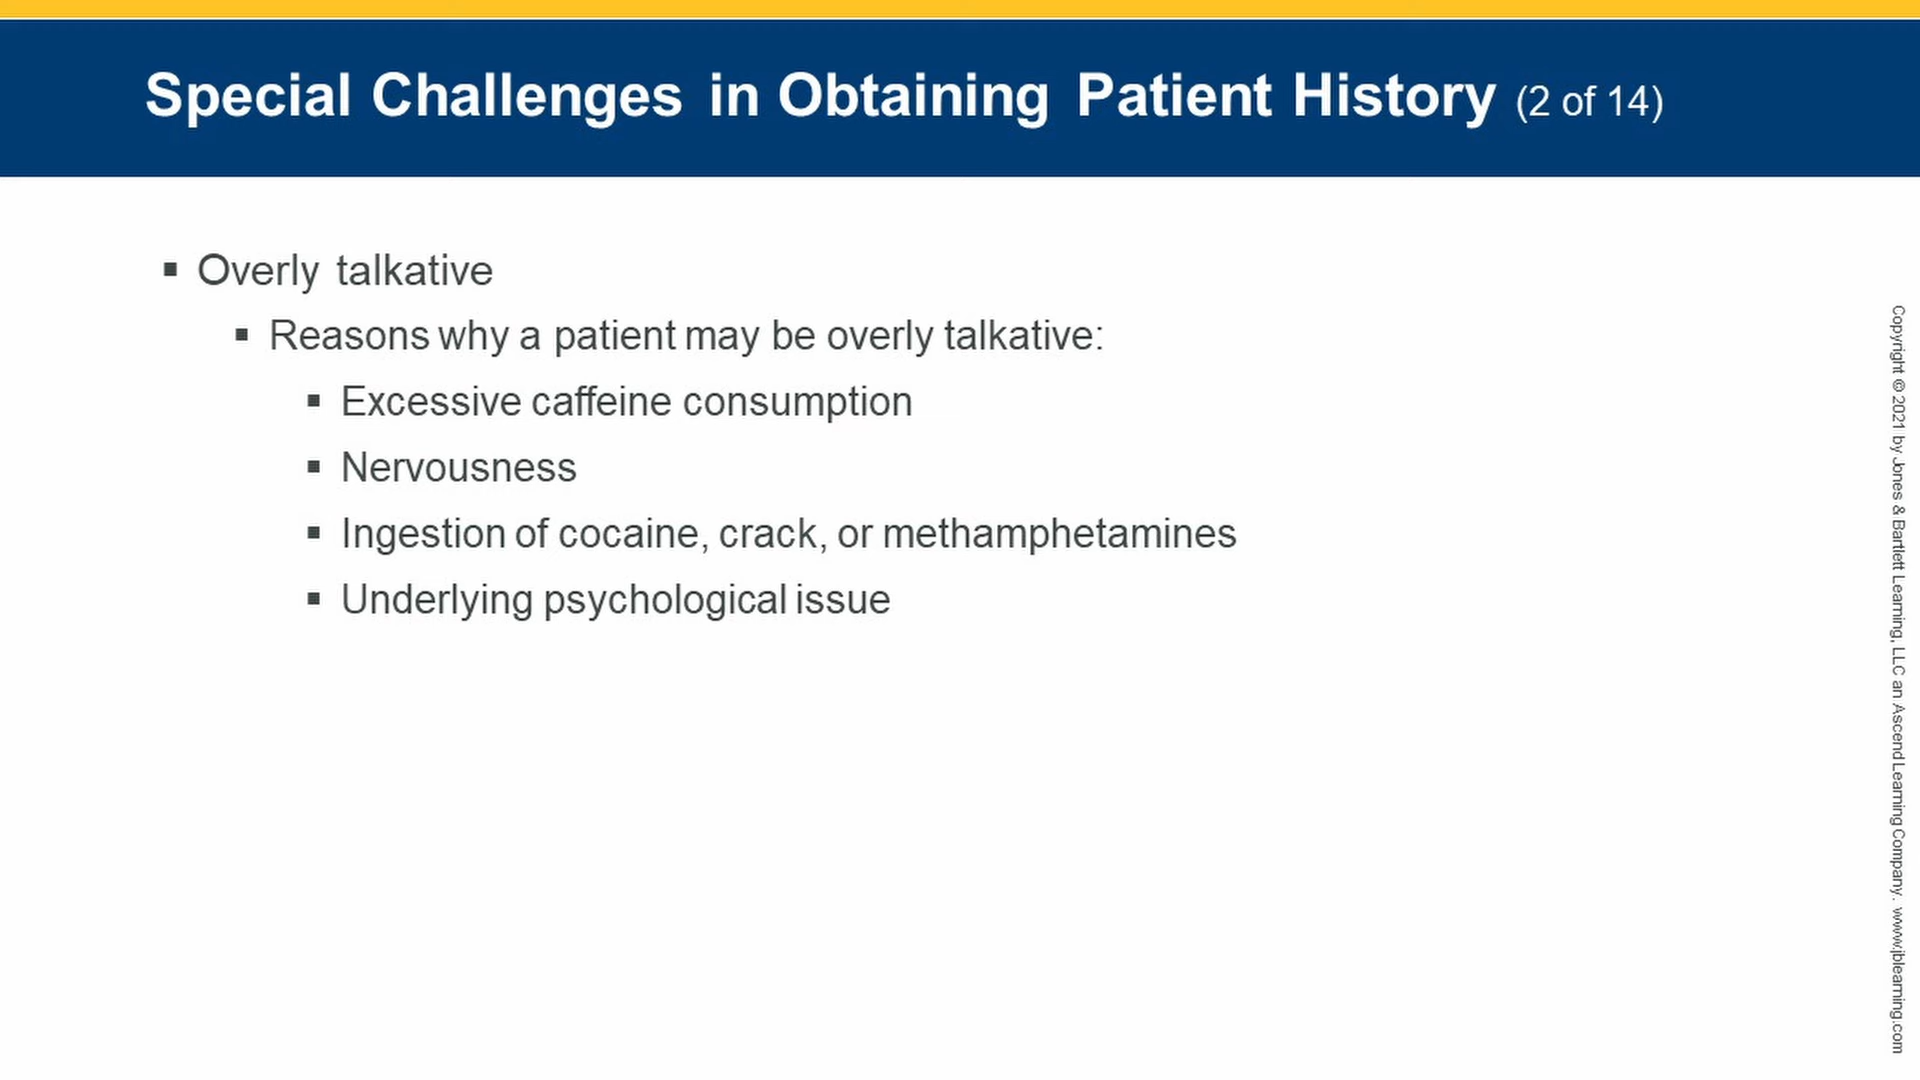 Special Challenges in Obtaining Patient History (2 of 14)
▪ Overly talkative
▪ Reasons why a patient may be overly talkative:
▪ Excessive caffeine consumption
▪ Nervousness
▪ Ingestion of cocaine, crack, or methamphetamines
▪ Underlying psychological issue
Copyright © 2021 by Jones & Bartlett Learning, LLC an Ascend Learning Company. www.jblearning.com